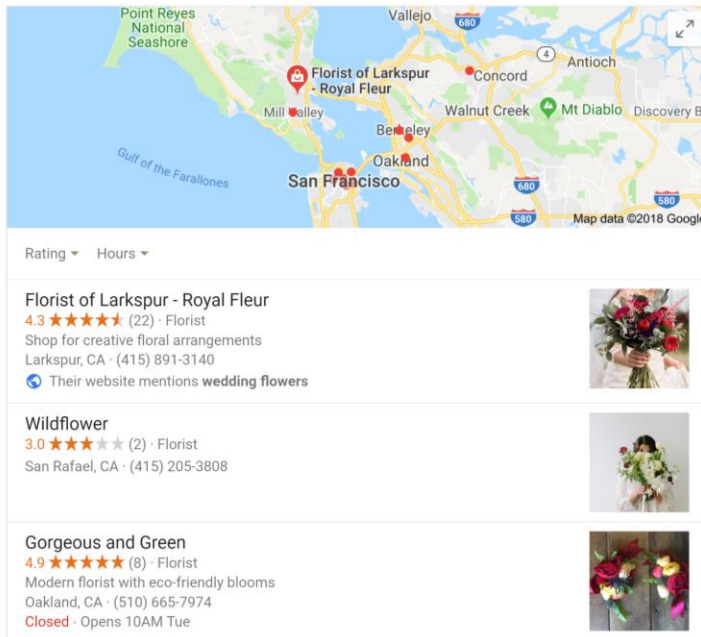 Point Reyes
National
Seashore
Vallejo
680
4
Antioch
Florist of Larkspur
- Royal Fleur
Concord
Mill Valley
Walnut Creek
Mt Diablo
Discovery B
Berkeley
Gulf of the Farallones
Oakland
San Francisco
680
580
580
Map data ©2018 Google
Rating
Hours
Florist of Larkspur - Royal Fleur
4.3 ★★★★★ (22) · Florist
Shop for creative floral arrangements
Larkspur, CA · (415) 891-3140
Their website mentions wedding flowers
Wildflower
3.0 ★★★★★ (2) · Florist
San Rafael, CA · (415) 205-3808
Gorgeous and Green
4.9 ★★★★★ (8) · Florist
Modern florist with eco-friendly blooms
Oakland, CA · (510) 665-7974
Closed · Opens 10AM Tue